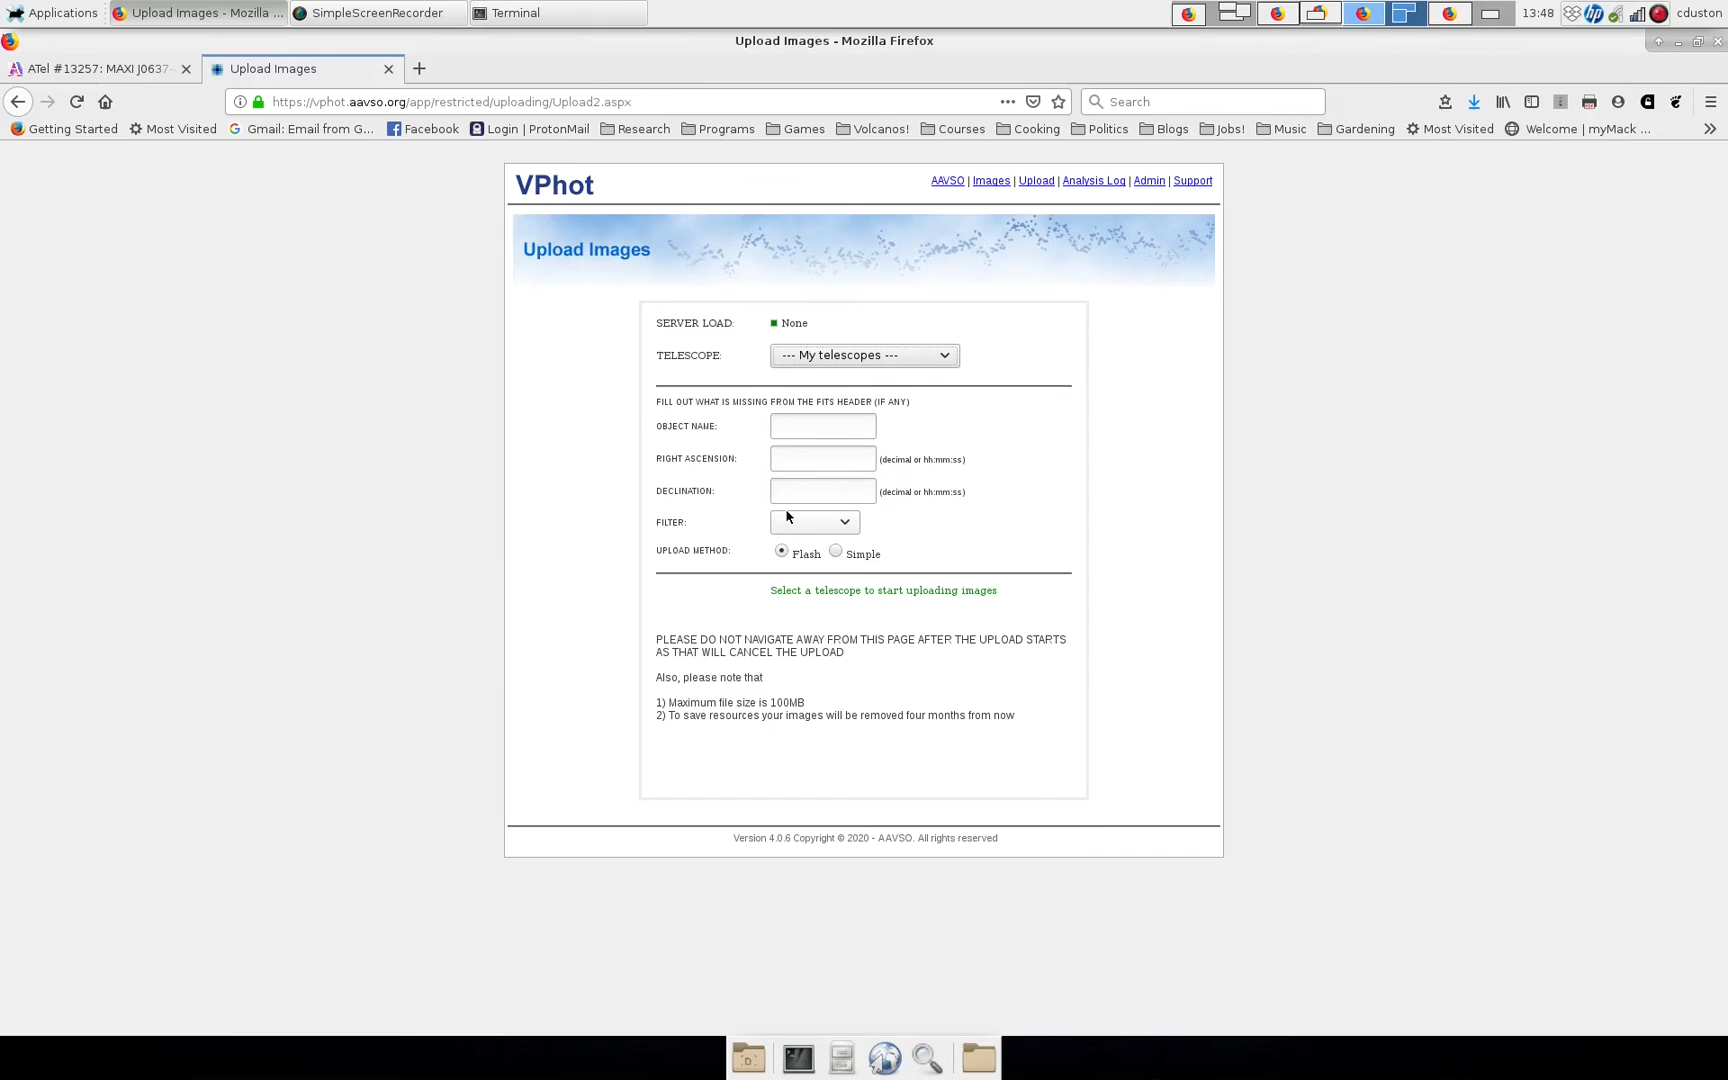 Applications
Upload Images - Mozilla ...
SimpleScreenRecorder
Terminal
13:48
cduston
Upload Images - Mozilla Firefox
ATel #13257: MAXI J0637-
Upload Images
https://vphot.aavso.org/app/restricted/uploading/Upload2.aspx
Search
Getting Started
Most Visited
Gmail: Email from G...
Facebook
Login | ProtonMail
Research
Programs
Games
Volcanos!
Courses
Cooking
Politics
Blogs
Jobs!
Music
Gardening
Most Visited
Welcome | myMack ...
VPhot
AAVSO | Images | Upload | Analysis Log | Admin | Support
Upload Images
SERVER LOAD: None
TELESCOPE: --- My telescopes ---
FILL OUT WHAT IS MISSING FROM THE FITS HEADER (IF ANY)
OBJECT NAME:
RIGHT ASCENSION: (decimal or hh:mm:ss)
DECLINATION: (decimal or hh:mm:ss)
FILTER:
UPLOAD METHOD: Flash Simple
Select a telescope to start uploading images
PLEASE DO NOT NAVIGATE AWAY FROM THIS PAGE AFTER THE UPLOAD STARTS
AS THAT WILL CANCEL THE UPLOAD
Also, please note that
1) Maximum file size is 100MB
2) To save resources your images will be removed four months from now
Version 4.0.6 Copyright © 2020 - AAVSO. All rights reserved